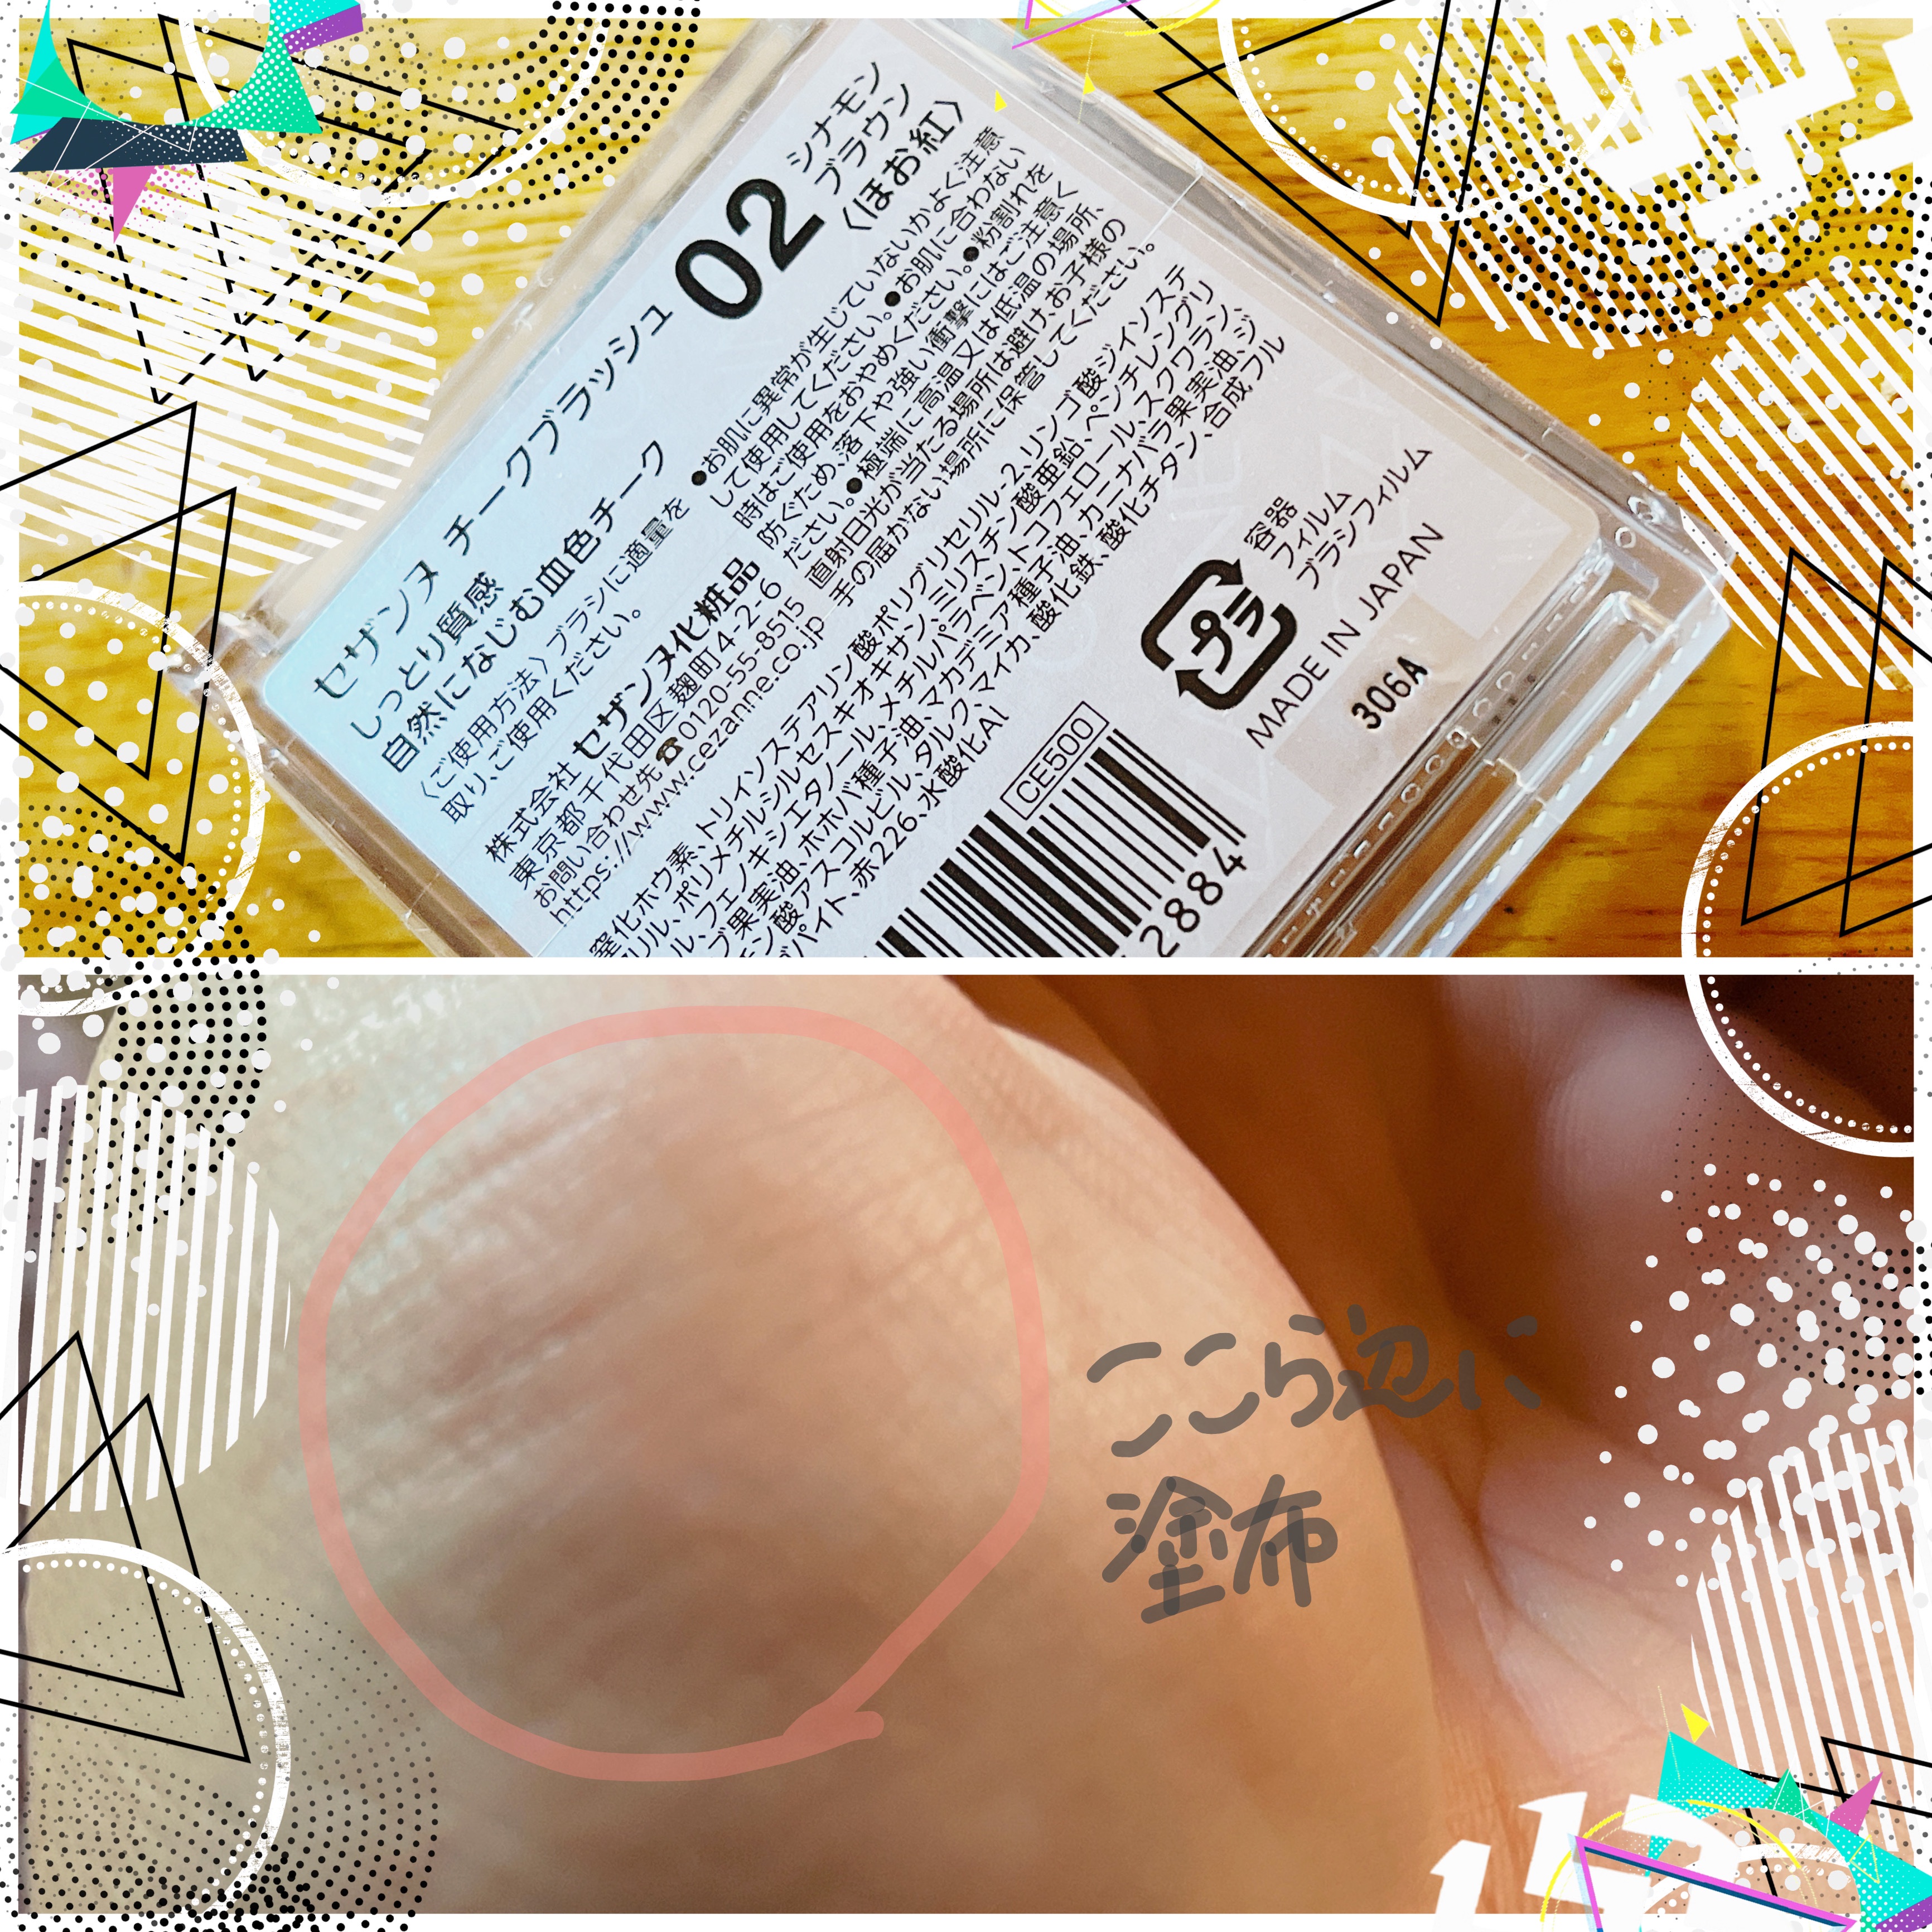 セザンヌ チークブラッシュ
02
シナモン
ブラウン
〈ほお紅〉
しっとり質感
自然になじむ血色チーク
〈ご使用方法〉ブラシに適量を
取り、ご使用ください。
株式会社 セザンヌ化粧品
東京都千代田区麹町4-2-6
お問い合わせ先☎0120-55-8515
https://www.cezanne.co.jp
●お肌に異常が生じていないかよく注意
して使用してください。●お肌に合わない
時はご使用をおやめください。●粉割れを
防ぐため、落下や強い衝撃にはご注意く
ださい。●極端に高温又は低温の場所、
直射日光が当たる場所は避け、お子様の
手の届かない場所に保管してください。
窒化ホウ素、トリイソステアリン酸ポリグリセリル-2、リンゴ酸ジイソステ
アリル、ポリメチルシルセスキオキサン、ミリスチン酸亜鉛、ペンチレングリ
ル、フェノキシエタノール、メチルパラベン、トコフェロール、スクワラン、
ブ果実油、ホホバ種子油、マカデミア種子油、カニナバラ果実油、ジ
ン酸アスコルビル、タルク、マイカ、酸化鉄、酸化チタン、合成フル
パイト、赤226、水酸化Al
CE500
2884
プラ
容器
フィルム
ブラシフィルム
MADE IN JAPAN
306A
ここら辺に
塗布